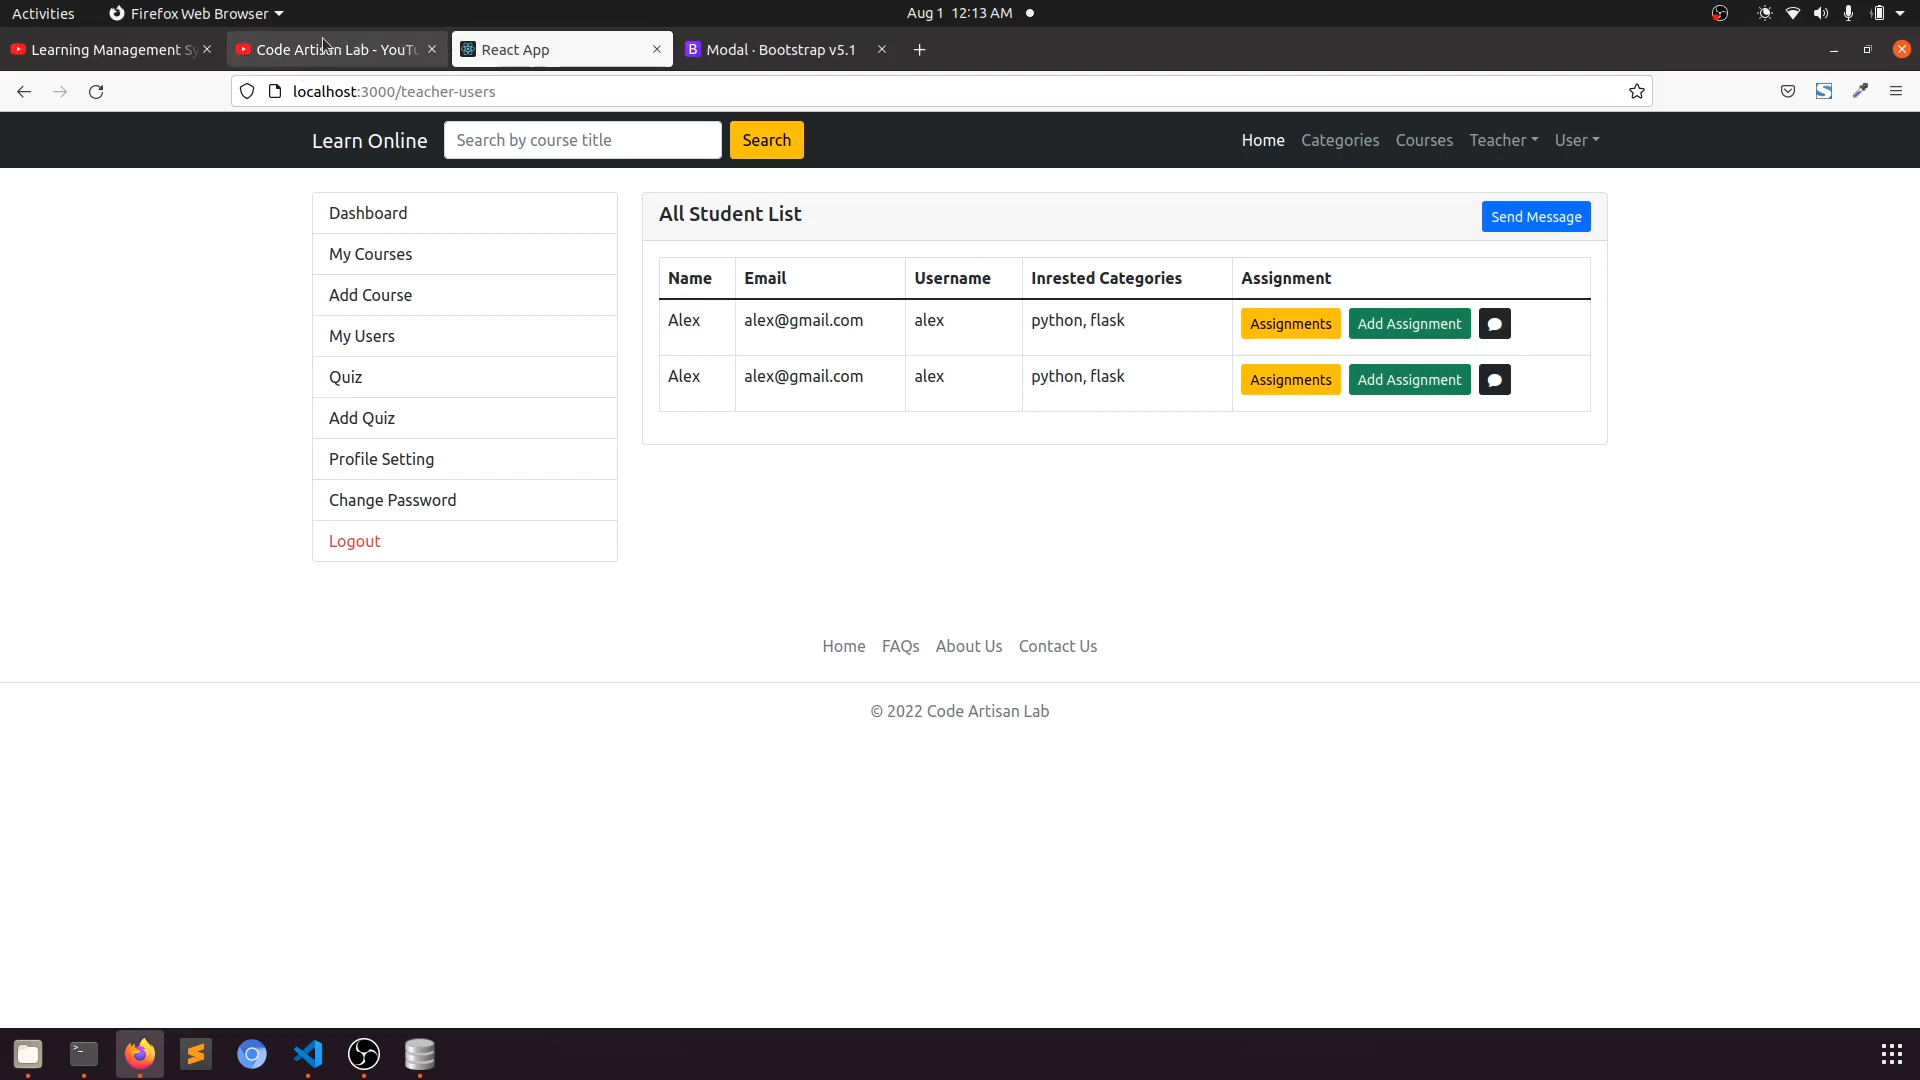 Activities Firefox Web Browser Aug 1 12:13 AM
Learning Management Sy Code Artisan Lab - YouTu React App Modal · Bootstrap v5.1
localhost:3000/teacher-users
Learn Online Search by course title Search Home Categories Courses Teacher User
Dashboard
My Courses
Add Course
My Users
Quiz
Add Quiz
Profile Setting
Change Password
Logout
All Student List Send Message
Name Email Username Inrested Categories Assignment
Alex alex@gmail.com alex python, flask Assignments Add Assignment
Alex alex@gmail.com alex python, flask Assignments Add Assignment
Home FAQs About Us Contact Us
© 2022 Code Artisan Lab